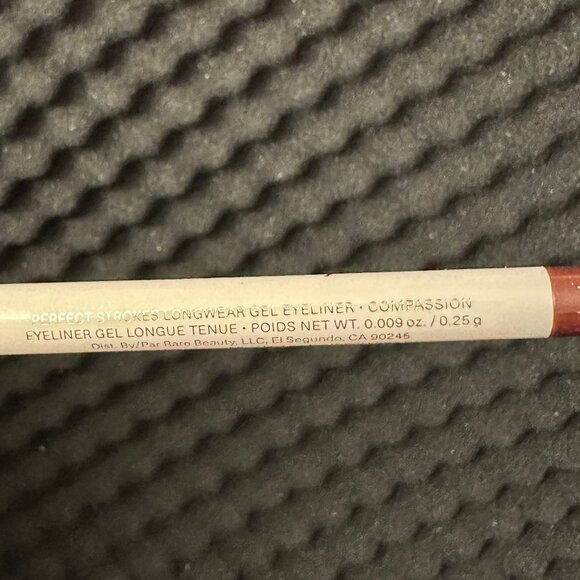 PERFECT STROKES LONGWEAR GEL EYELINER • COMPASSION
EYELINER GEL LONGUE TENUE • POIDS NET WT. 0.009 oz. / 0.25 g
Dist. By/Par Rare Beauty, LLC, El Segundo, CA 90245